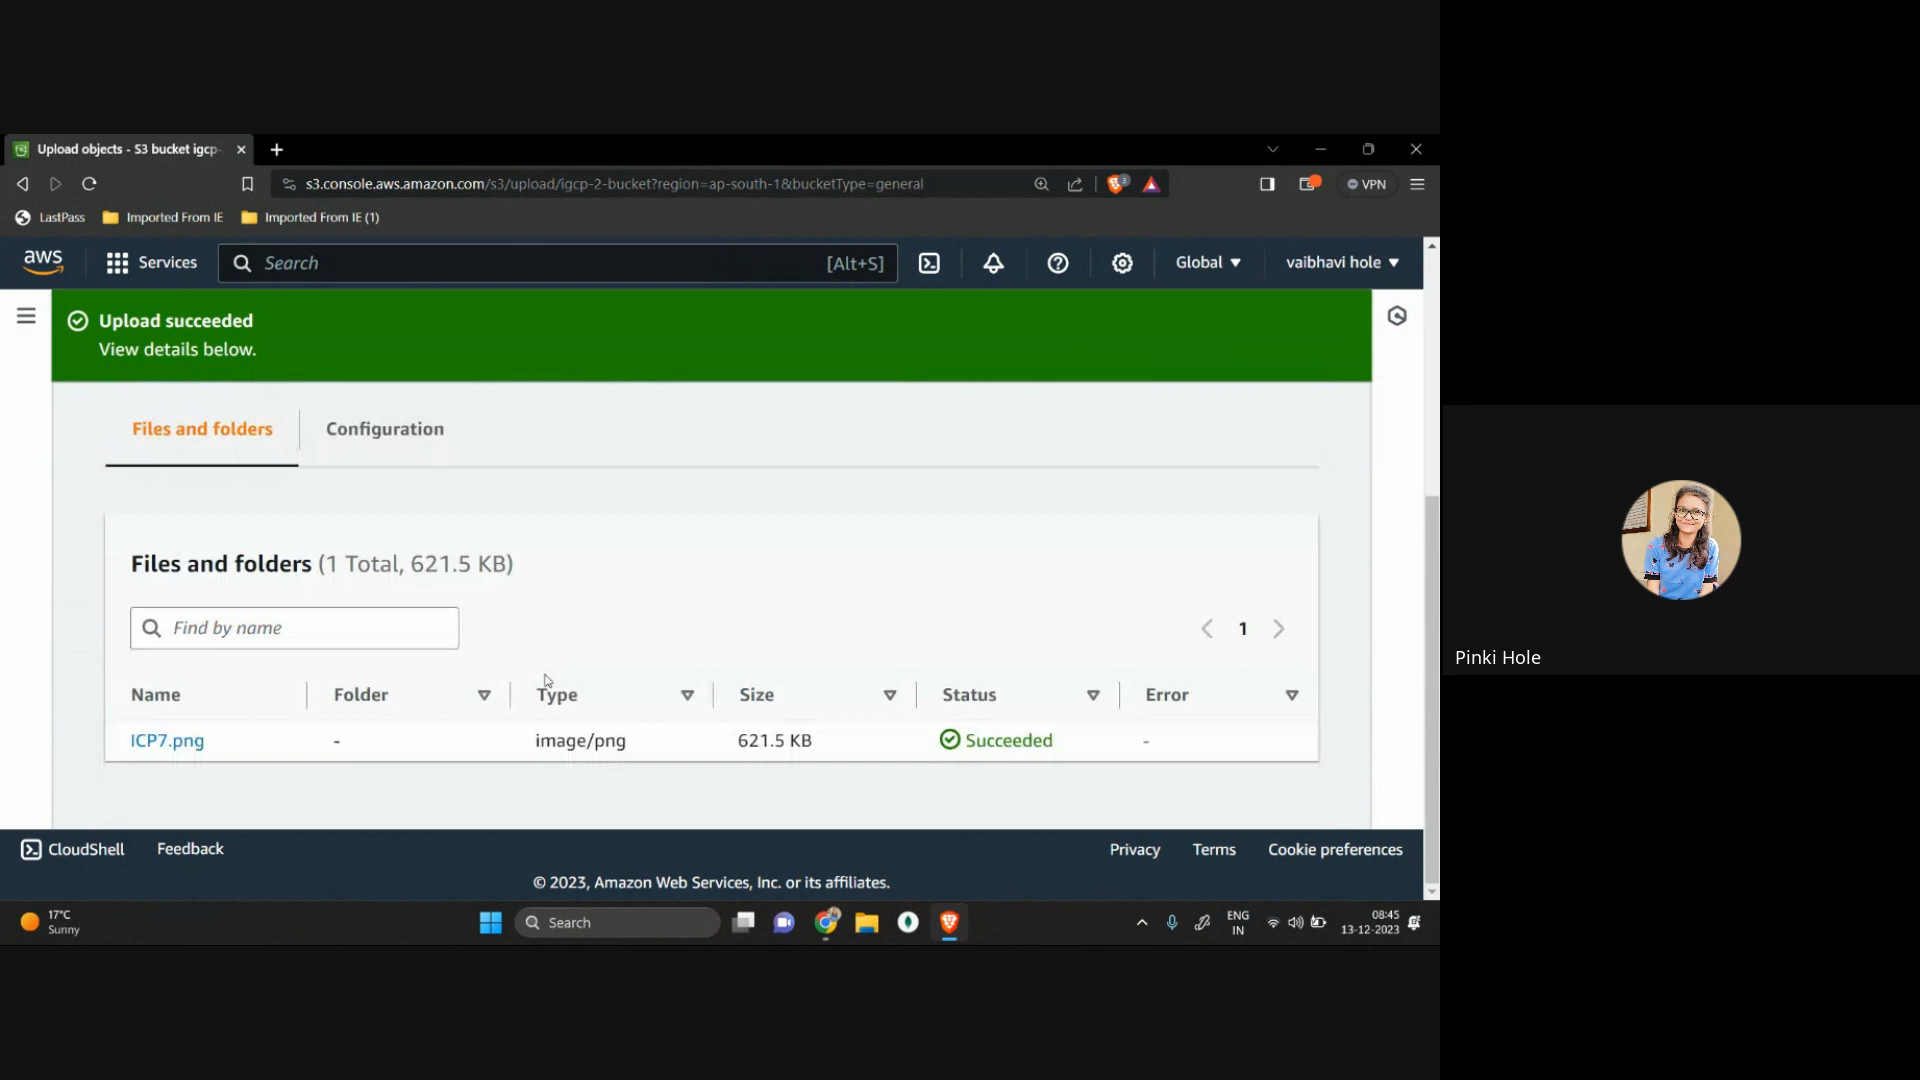 Upload objects - S3 bucket igcp-
s3.console.aws.amazon.com/s3/upload/igcp-2-bucket?region=ap-south-1&bucketType=general
3
VPN
LastPass Imported From IE Imported From IE (1)
aws Services Search [Alt+S] Global vaibhavi hole
Upload succeeded
View details below.
Files and folders Configuration
Files and folders (1 Total, 621.5 KB)
Find by name
1
Name Folder Type Size Status Error
ICP7.png - image/png 621.5 KB Succeeded -
Pinki Hole
CloudShell Feedback Privacy Terms Cookie preferences
© 2023, Amazon Web Services, Inc. or its affiliates.
17°C
Sunny
Search
ENG
IN
08:45
13-12-2023